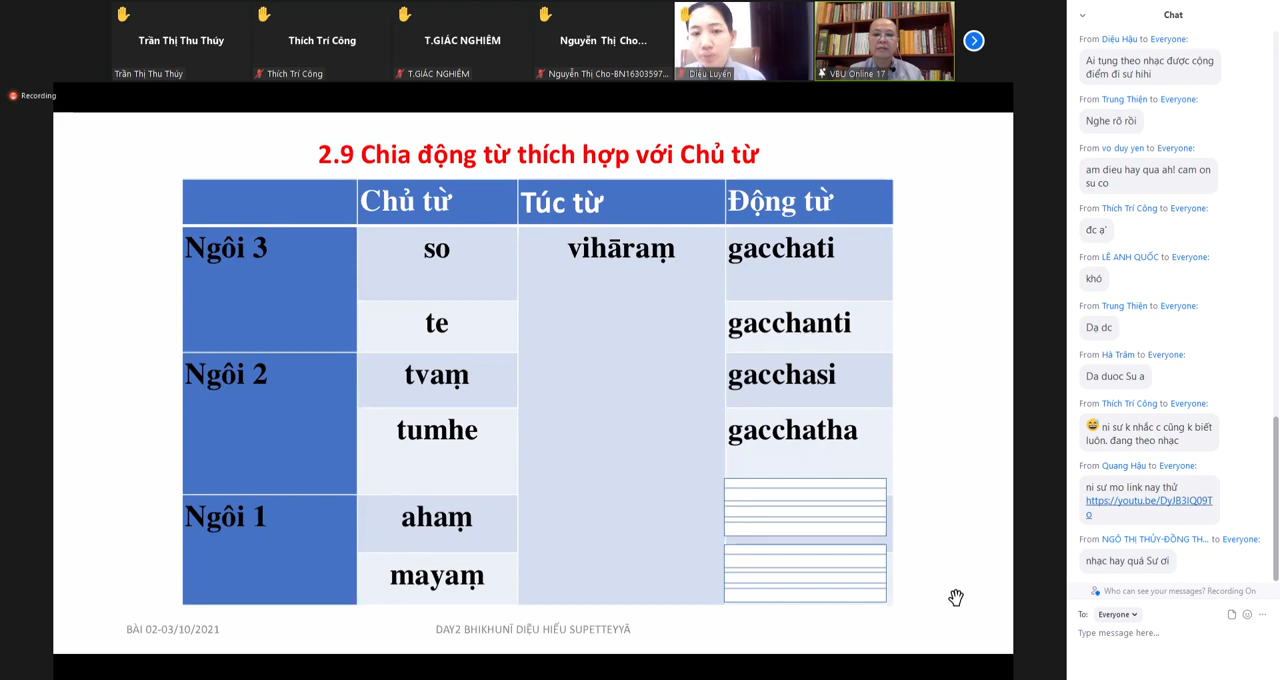 Trần Thị Thu Thúy
Thích Trí Công
T.GIÁC NGHIÊM
Nguyễn Thị Cho...
Trần Thị Thu Thúy
Thích Trí Công
T.GIÁC NGHIÊM
Nguyễn Thị Cho-BN16303597...
Diệu Luyến
VBU Online 17
Recording
2.9 Chia động từ thích hợp với Chủ từ
Chủ từ Túc từ Động từ
Ngôi 3 so vihāraṃ gacchati
te gacchanti
Ngôi 2 tvaṃ gacchasi
tumhe gacchatha
Ngôi 1 ahaṃ
mayaṃ
BÀI 02-03/10/2021 DAY2 BHIKHUNĪ DIỆU HIẾU SUPETTEYYĀ
Chat
From Diệu Hậu to Everyone:
Ai tụng theo nhạc được cộng
điểm đi sư hihi
From Trung Thiện to Everyone:
Nghe rõ rồi
From vo duy yen to Everyone:
am dieu hay qua ah! cam on
su co
From Thích Trí Công to Everyone:
đc ạ'
From LÊ ANH QUỐC to Everyone:
khó
From Trung Thiện to Everyone:
Dạ dc
From Hà Trâm to Everyone:
Da duoc Su a
From Thích Trí Công to Everyone:
😅 ni sư k nhắc c cũng k biết
luôn. đang theo nhạc
From Quang Hậu to Everyone:
ni sư mo link nay thử
https://youtu.be/DyJB3IQ09T
o
From NGÔ THỊ THỦY-ĐỒNG TH... to Everyone:
nhạc hay quá Sư ơi
Who can see your messages? Recording On
To: Everyone
Type message here...